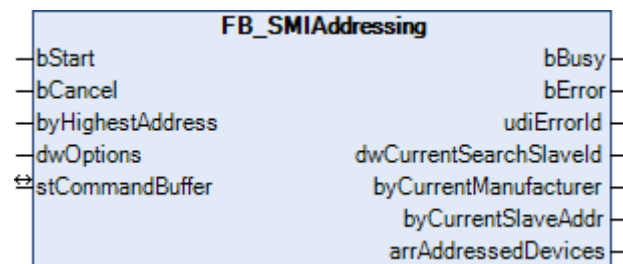 FB_SMIAddressing
bStart bBusy
bCancel bError
byHighestAddress udiErrorId
dwOptions dwCurrentSearchSlaveId
stCommandBuffer byCurrentManufacturer
byCurrentSlaveAddr
arrAddressedDevices